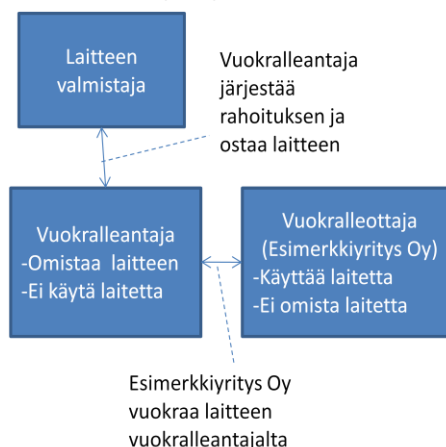 Laitteen
valmistaja
Vuokralleantaja
järjestää
rahoituksen ja
ostaa laitteen
Vuokralleantaja
-Omistaa laitteen
-Ei käytä laitetta
Vuokralleottaja
(Esimerkkiyritys Oy)
-Käyttää laitetta
-Ei omista laitetta
Esimerkkiyritys Oy
vuokraa laitteen
vuokralleantajalta